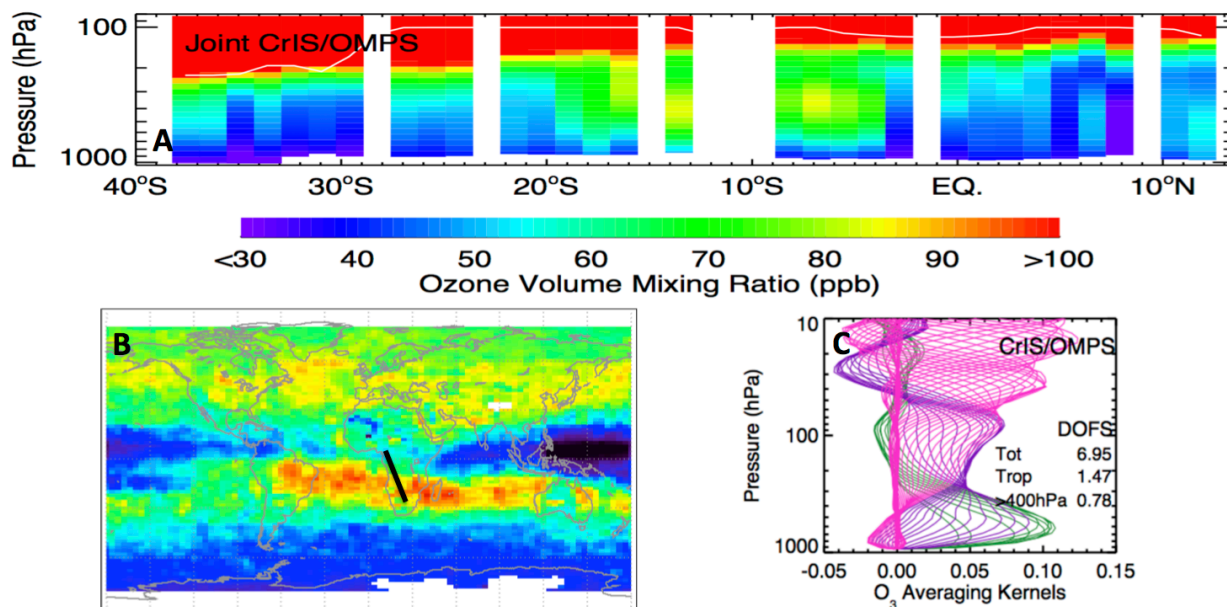 Pressure (hPa)
100
1000
Joint CrIS/OMPS
A
40°S 30°S 20°S 10°S EQ. 10°N
<30 40 50 60 70 80 90 >100
Ozone Volume Mixing Ratio (ppb)
B
C
CrIS/OMPS
Pressure (hPa)
10
100
1000
DOFS
Tot 6.95
Trop 1.47
>400hPa 0.78
-0.05 0.00 0.05 0.10 0.15
O3 Averaging Kernels